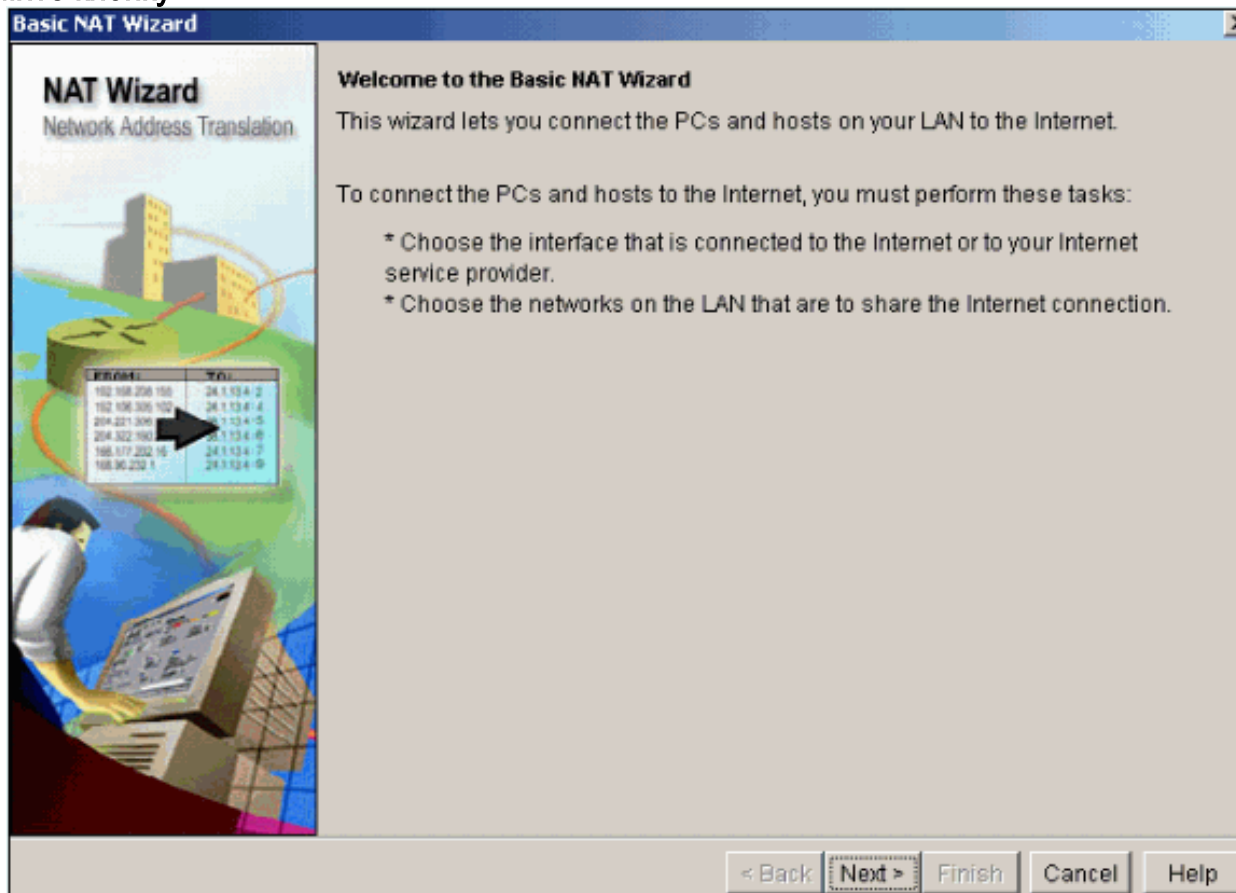 Basic NAT Wizard
NAT Wizard
Network Address Translation
Welcome to the Basic NAT Wizard
This wizard lets you connect the PCs and hosts on your LAN to the Internet.
To connect the PCs and hosts to the Internet, you must perform these tasks:
* Choose the interface that is connected to the Internet or to your Internet
service provider.
* Choose the networks on the LAN that are to share the Internet connection.
FROM: TO:
< Back Next > Finish Cancel Help